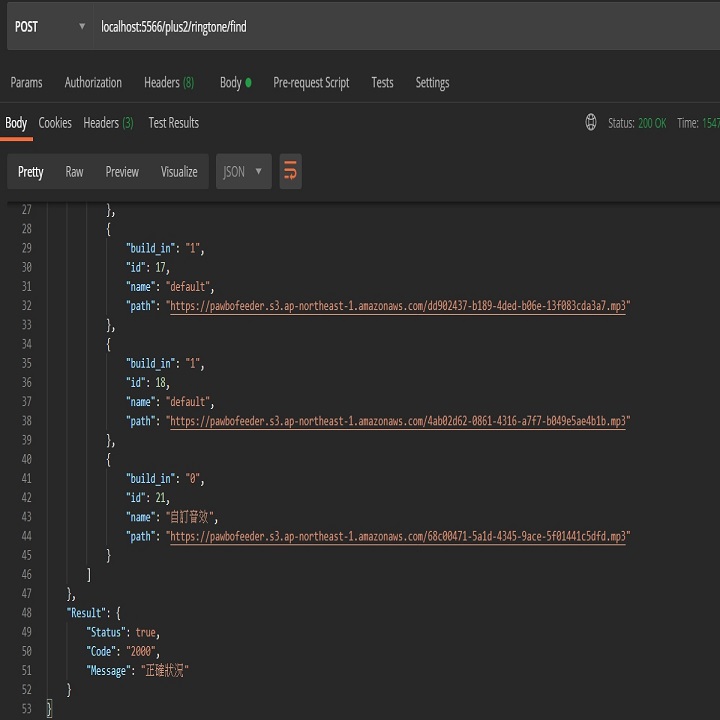 POST localhost:5566/plus2/ringtone/find
Params Authorization Headers (8) Body Pre-request Script Tests Settings
Body Cookies Headers (3) Test Results Status: 200 OK Time: 1547
Pretty Raw Preview Visualize JSON
27 },
28 {
29 "build_in": "1",
30 "id": 17,
31 "name": "default",
32 "path": "https://pawbofeeder.s3.ap-northeast-1.amazonaws.com/dd902437-b189-4ded-b06e-13f083cda3a7.mp3"
33 },
34 {
35 "build_in": "1",
36 "id": 18,
37 "name": "default",
38 "path": "https://pawbofeeder.s3.ap-northeast-1.amazonaws.com/4ab02d62-0861-4316-a7f7-b049e5ae4b1b.mp3"
39 },
40 {
41 "build_in": "0",
42 "id": 21,
43 "name": "自訂音效",
44 "path": "https://pawbofeeder.s3.ap-northeast-1.amazonaws.com/68c00471-5a1d-4345-9ace-5f01441c5dfd.mp3"
45 }
46 ]
47 },
48 "Result": {
49 "Status": true,
50 "Code": "2000",
51 "Message": "正確狀況"
52 }
53 }